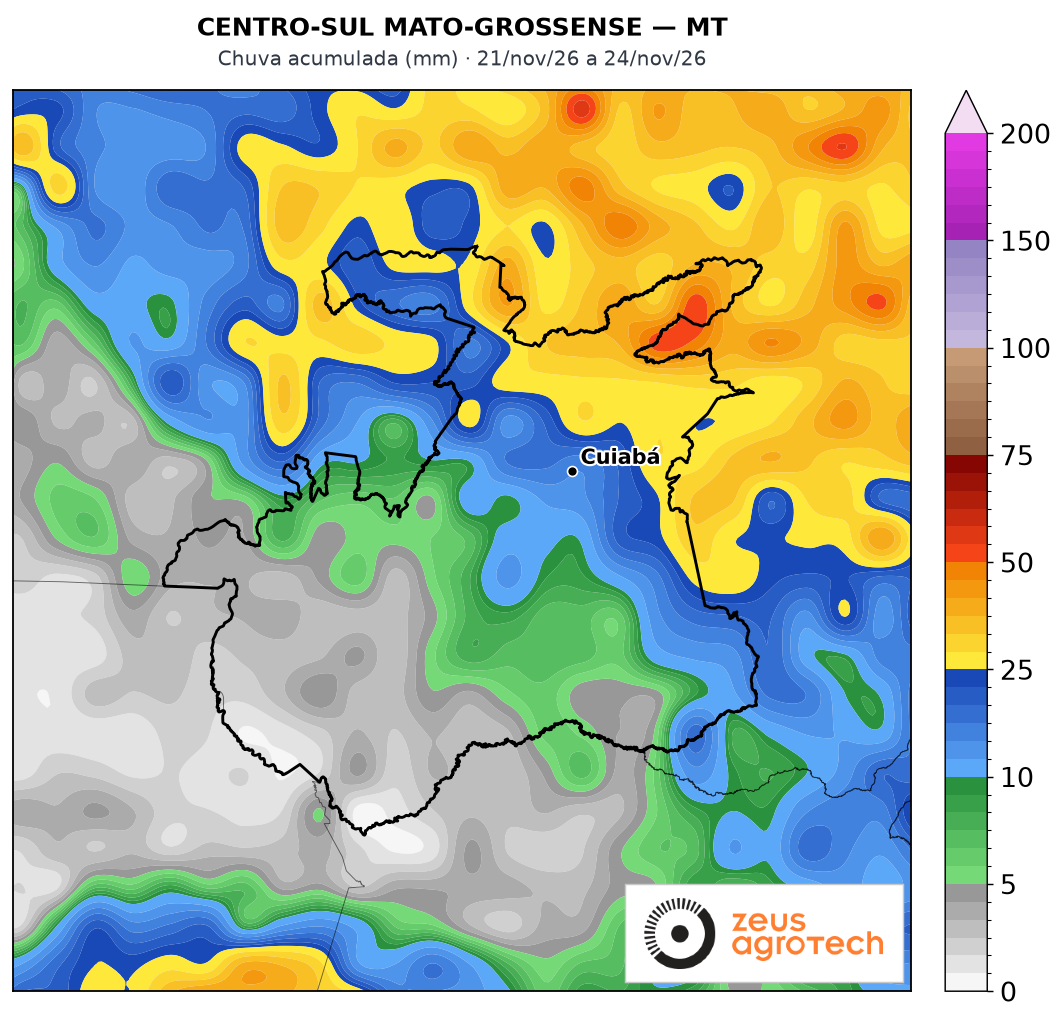 CENTRO-SUL MATO-GROSSENSE — MT
Chuva acumulada (mm) · 21/nov/26 a 24/nov/26
Cuiabá
200
150
100
75
50
25
10
5
0
zeus
agrotech